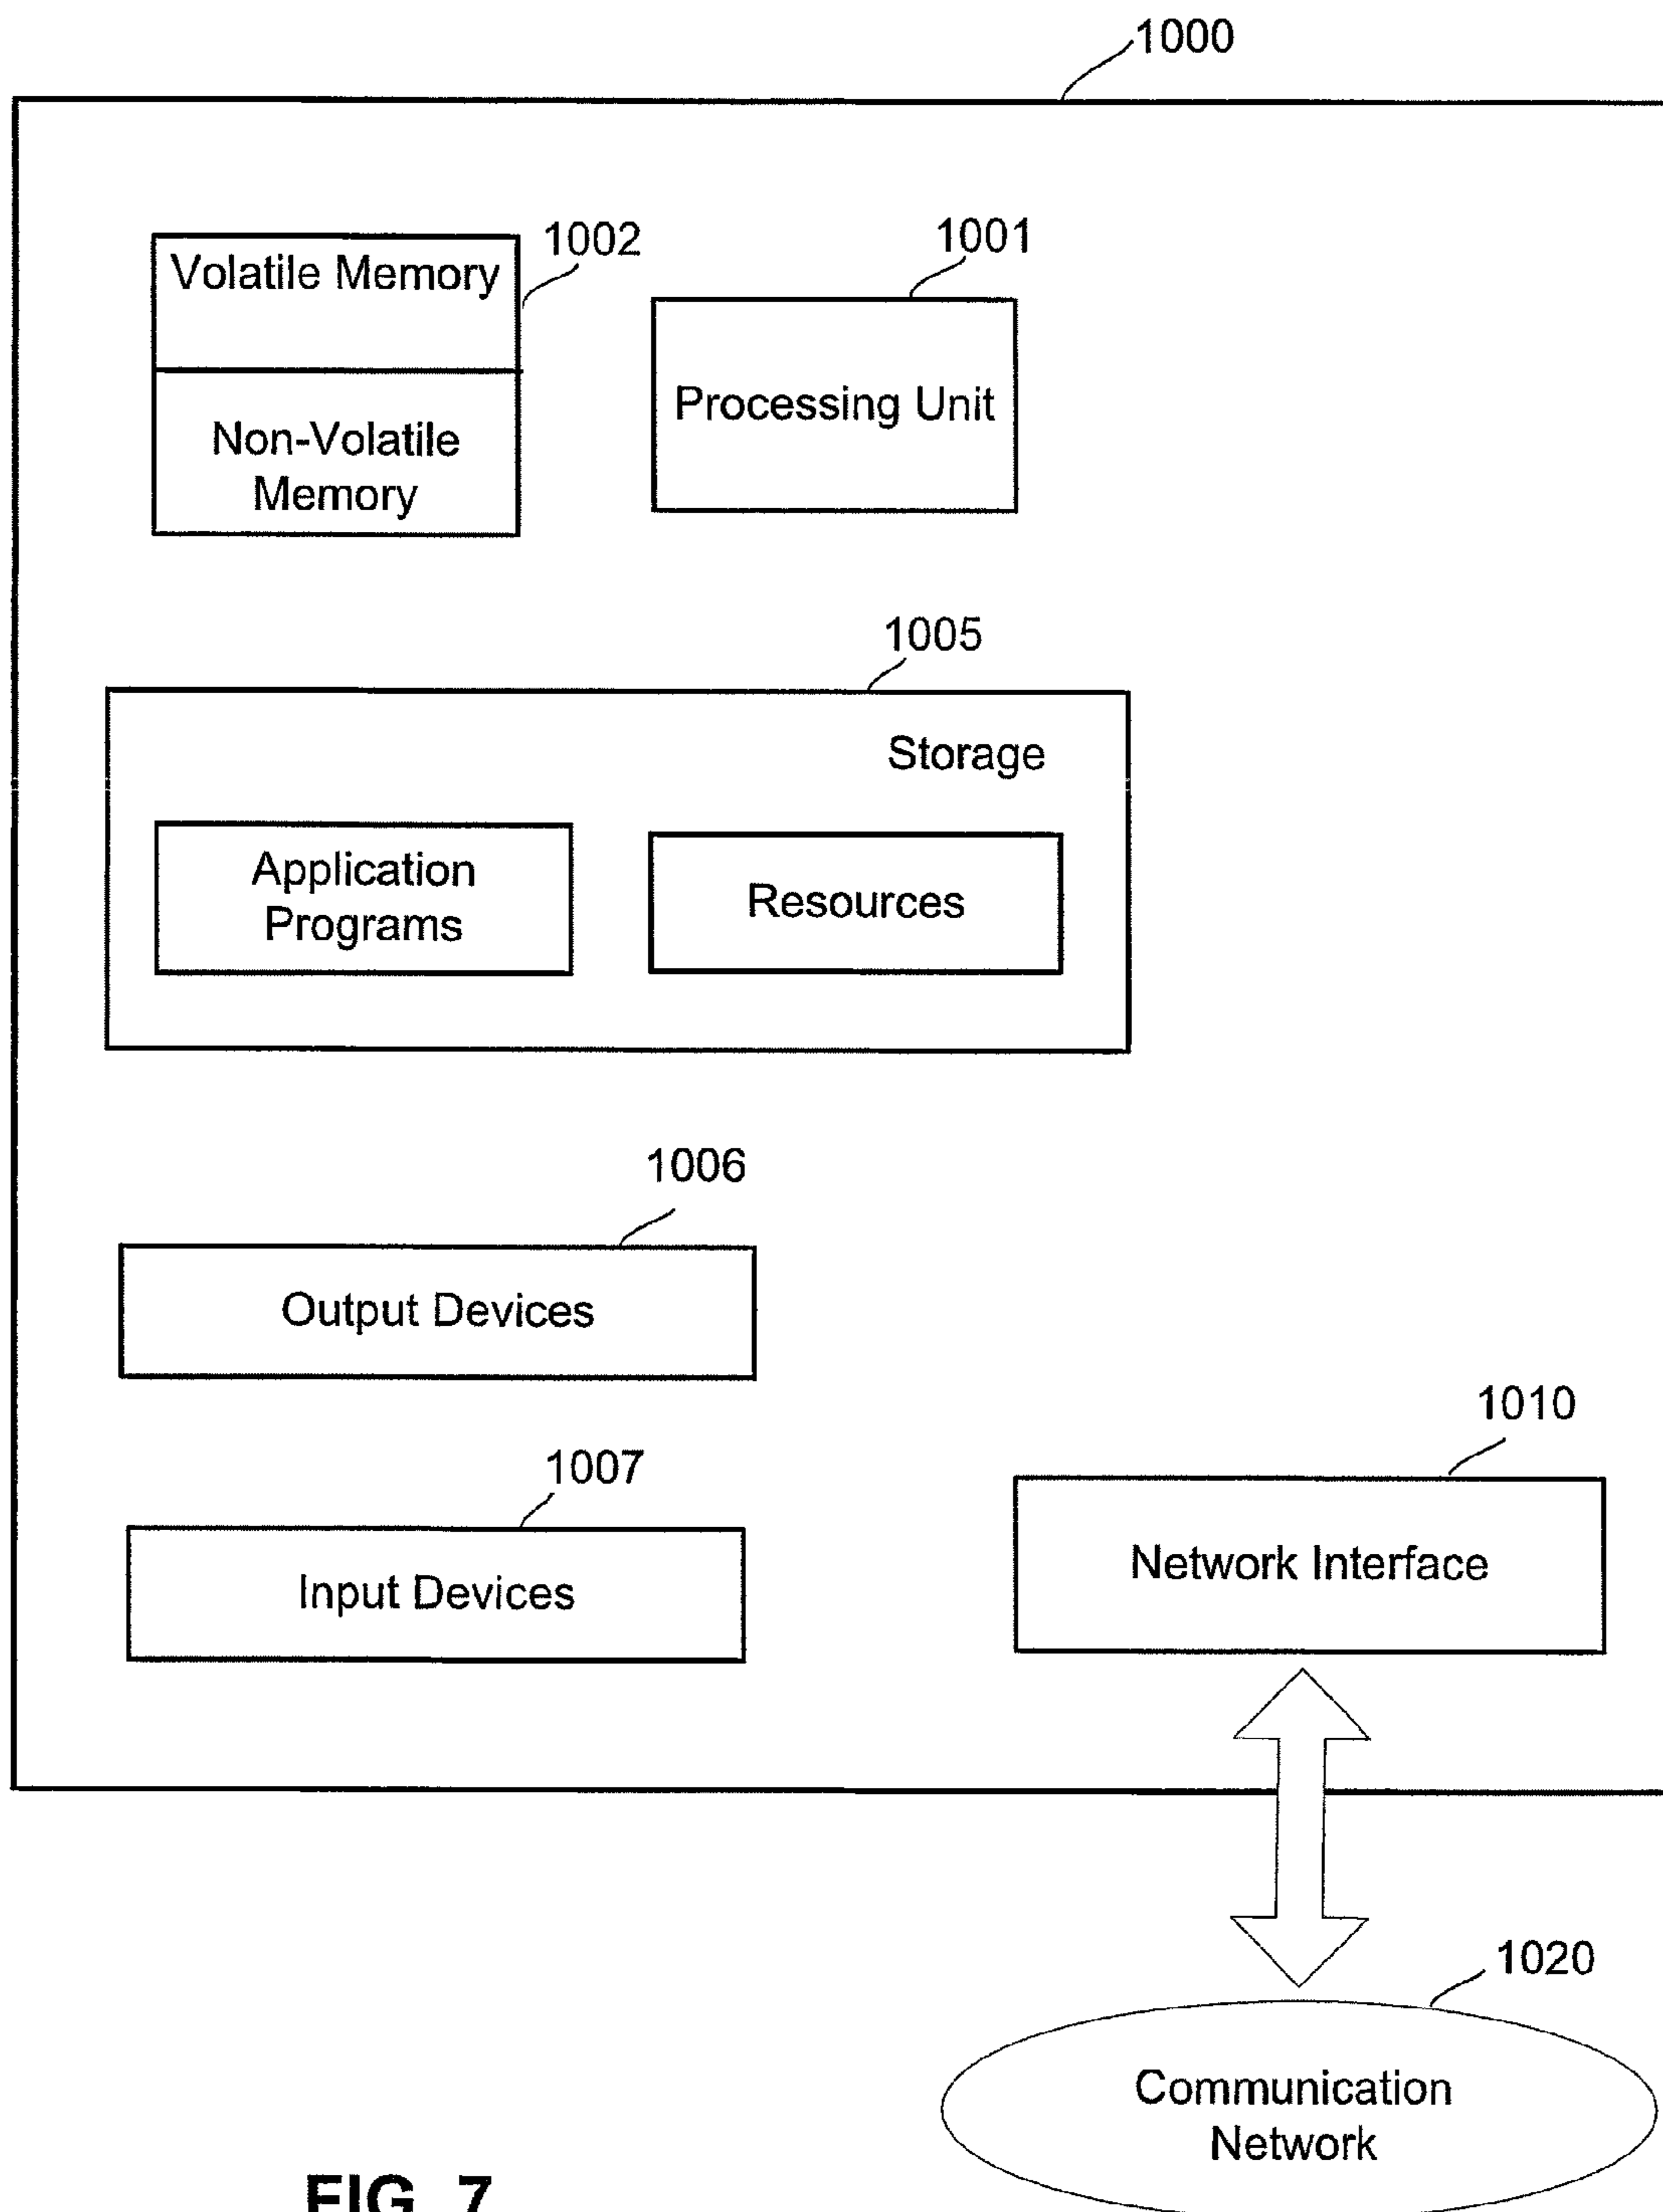 1000
1002
1001
Volatile Memory
Processing Unit
Non-Volatile
Memory
1005
Storage
Application
Programs
Resources
1006
Output Devices
1010
1007
Network Interface
Input Devices
1020
Communication
Network
FIG. 7